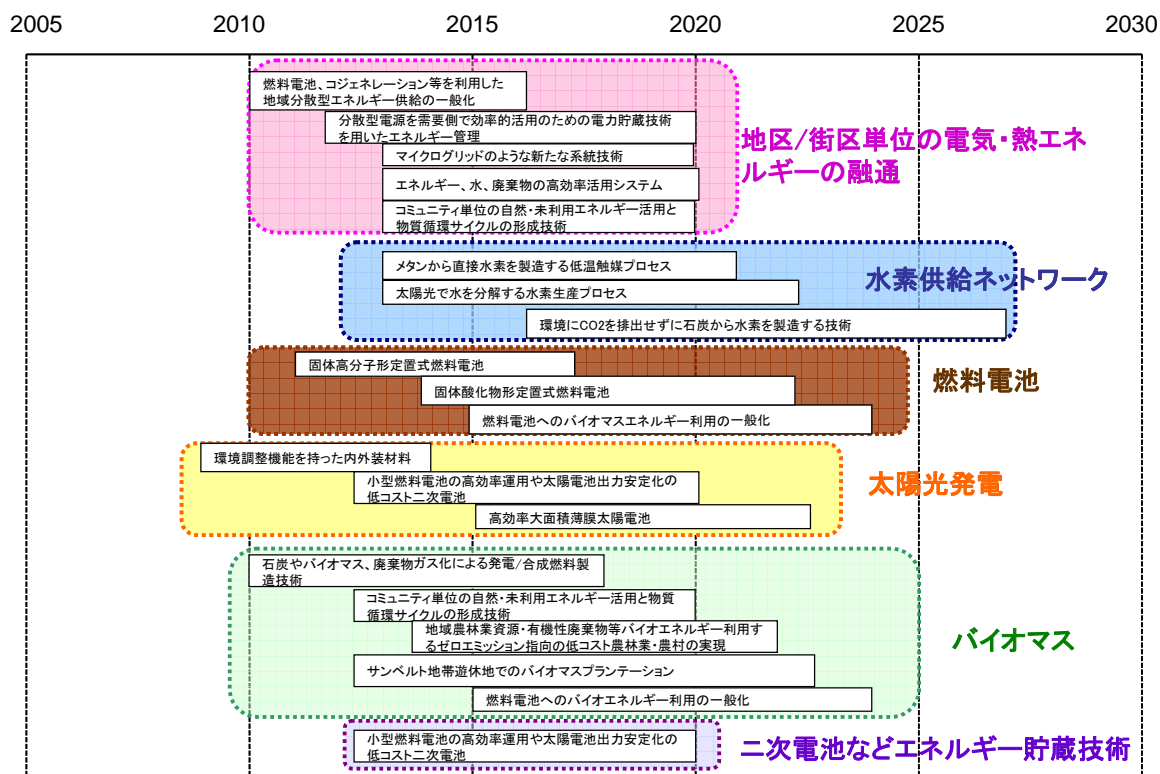 2005 2010 2015 2020 2025 2030
燃料電池、コジェネレーション等を利用した
地域分散型エネルギー供給の一般化
分散型電源を需要側で効率的活用のための電力貯蔵技術
を用いたエネルギー管理
マイクログリッドのような新たな系統技術
エネルギー、水、廃棄物の高効率活用システム
コミュニティ単位の自然・未利用エネルギー活用と
物質循環サイクルの形成技術
地区/街区単位の電気・熱エネ
ルギーの融通
メタンから直接水素を製造する低温触媒プロセス
太陽光で水を分解する水素生産プロセス
環境にCO2を排出せずに石炭から水素を製造する技術
水素供給ネットワーク
固体高分子形定置式燃料電池
固体酸化物形定置式燃料電池
燃料電池へのバイオマスエネルギー利用の一般化
燃料電池
環境調整機能を持った内外装材料
小型燃料電池の高効率運用や太陽電池出力安定化の
低コスト二次電池
高効率大面積薄膜太陽電池
太陽光発電
石炭やバイオマス、廃棄物ガス化による発電/合成燃料製
造技術
コミュニティ単位の自然・未利用エネルギー活用と物質
循環サイクルの形成技術
地域農林業資源・有機性廃棄物等バイオエネルギー利用す
るゼロエミッション指向の低コスト農林業・農村の実現
サンベルト地帯遊休地でのバイオマスプランテーション
燃料電池へのバイオエネルギー利用の一般化
バイオマス
小型燃料電池の高効率運用や太陽電池出力安定化の
低コスト二次電池
二次電池などエネルギー貯蔵技術